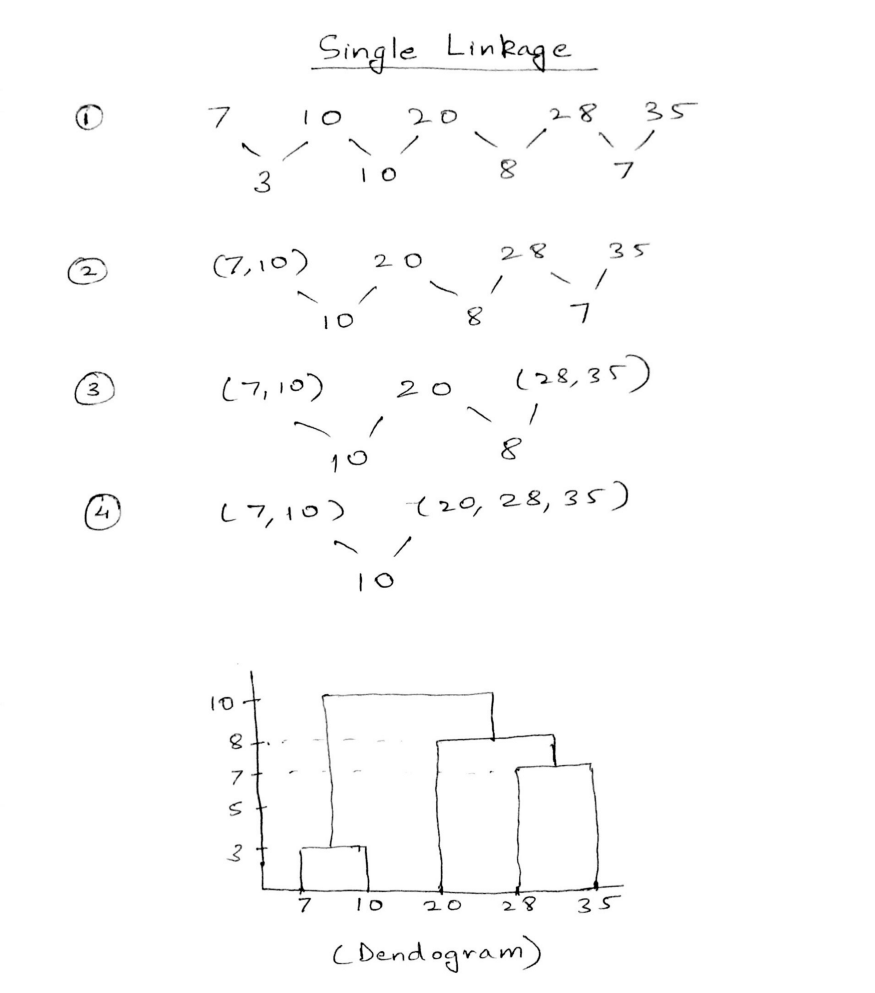 Single Linkage
① 7 10 20 28 35
3 10 8 7
② (7,10) 20 28 35
10 8 7
③ (7,10) 20 (28,35)
10 8
④ (7,10) (20, 28, 35)
10
10
8
7
5
3
7 10 20 28 35
(Dendogram)